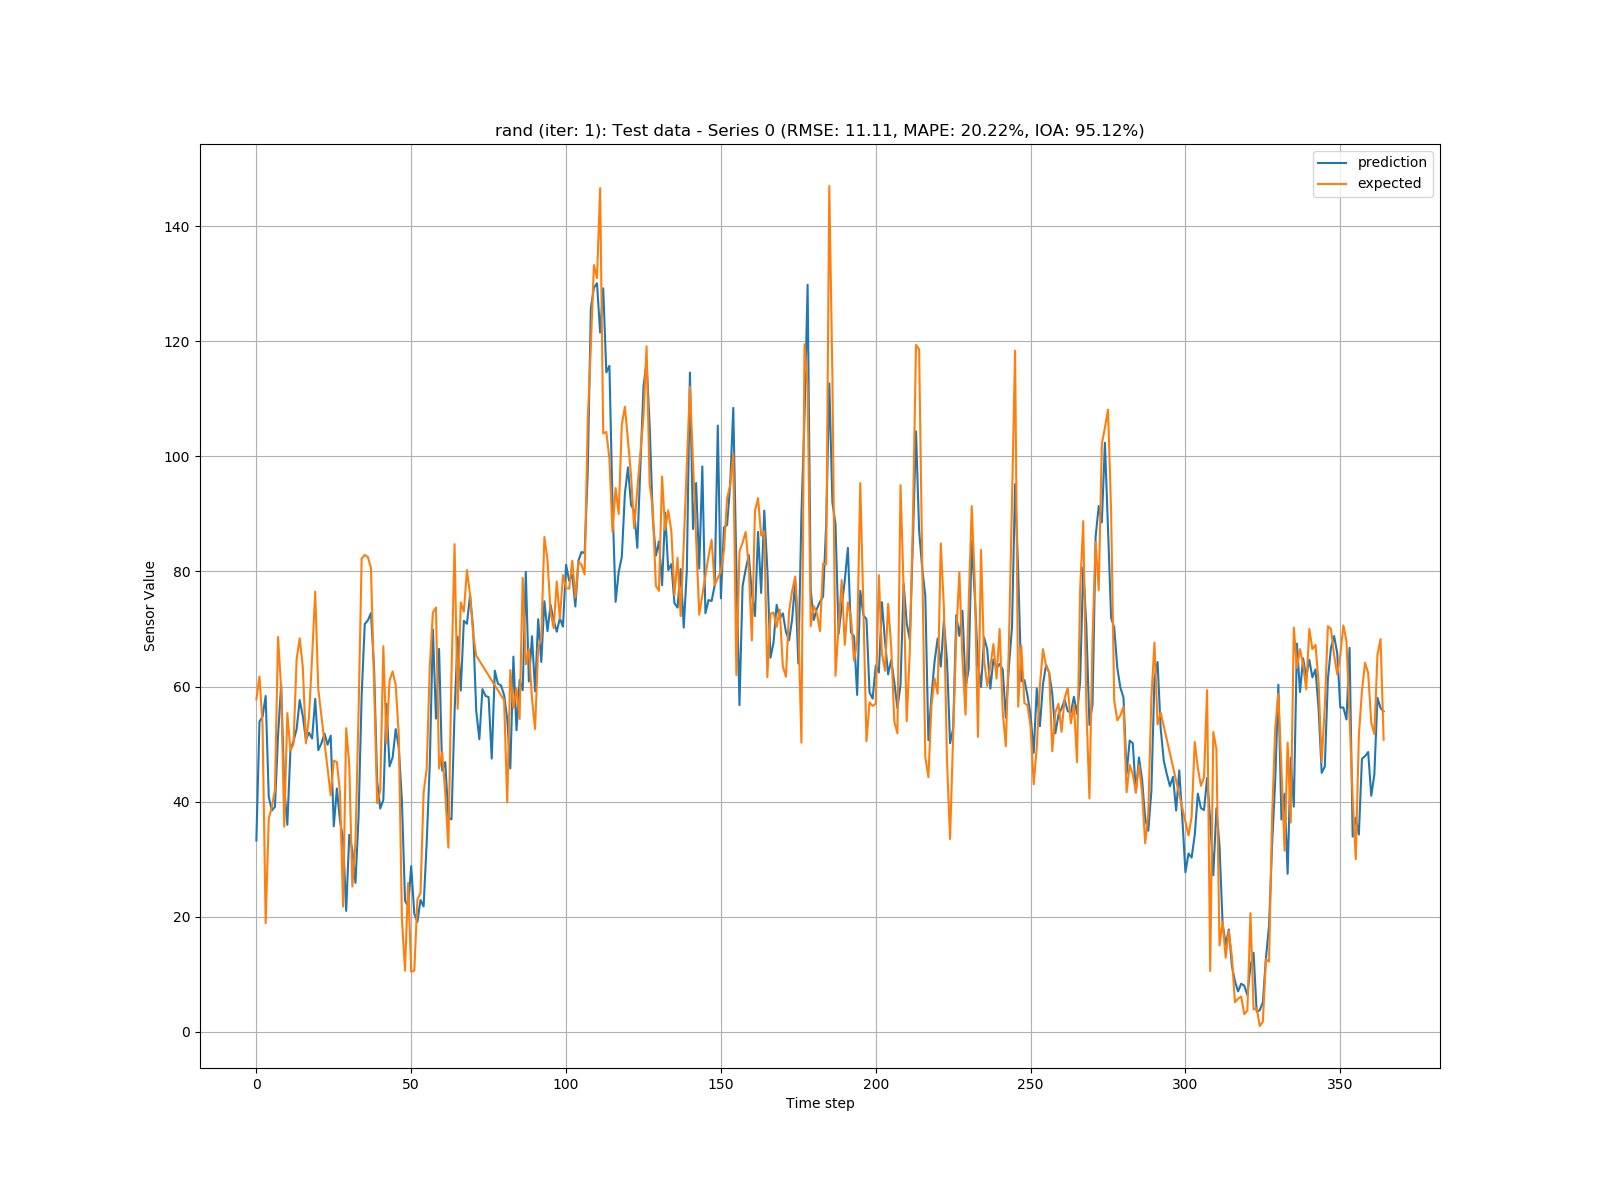 rand (iter: 1): Test data - Series 0 (RMSE: 11.11, MAPE: 20.22%, IOA: 95.12%)
prediction
expected
140
120
100
80
60
40
20
0
Sensor Value
0 50 100 150 200 250 300 350
Time step